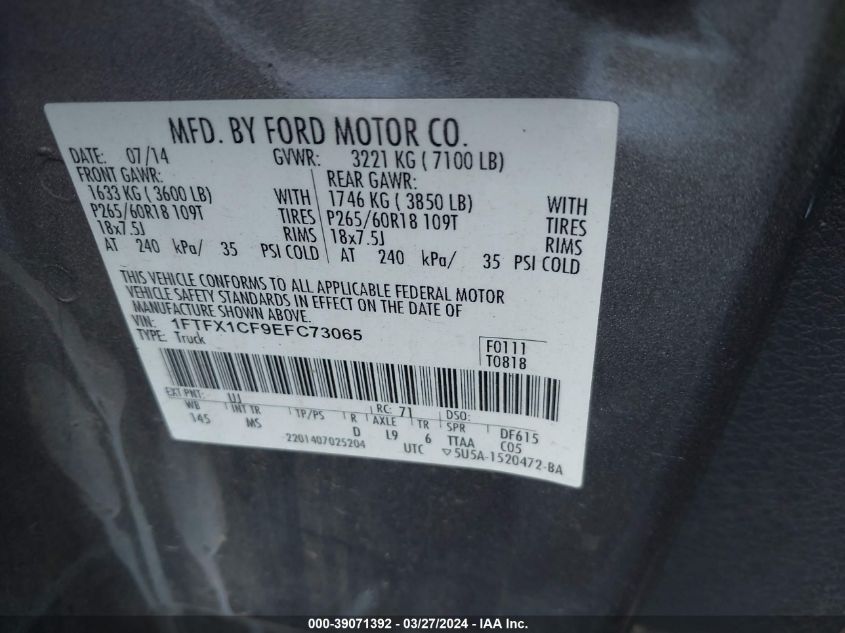 MFD. BY FORD MOTOR CO.
DATE: 07/14 GVWR: 3221 KG ( 7100 LB)
FRONT GAWR: REAR GAWR:
1633 KG ( 3600 LB) WITH 1746 KG ( 3850 LB) WITH
P265/60R18 109T TIRES P265/60R18 109T TIRES
18x7.5J RIMS 18x7.5J RIMS
AT 240 kPa/ 35 PSI COLD AT 240 kPa/ 35 PSI COLD
THIS VEHICLE CONFORMS TO ALL APPLICABLE FEDERAL MOTOR
VEHICLE SAFETY STANDARDS IN EFFECT ON THE DATE OF
MANUFACTURE SHOWN ABOVE.
VIN: 1FTFX1CF9EFC73065
TYPE: Truck
F0111
T0818
EXT PNT: UJ RC: 71 DSO:
WB INT TR TP/PS R AXLE TR SPR DF615
145 MS D L9 6 TTAA C05
2201407025204 UTC ▽5U5A-1520472-BA
000-39071392 - 03/27/2024 - IAA Inc.